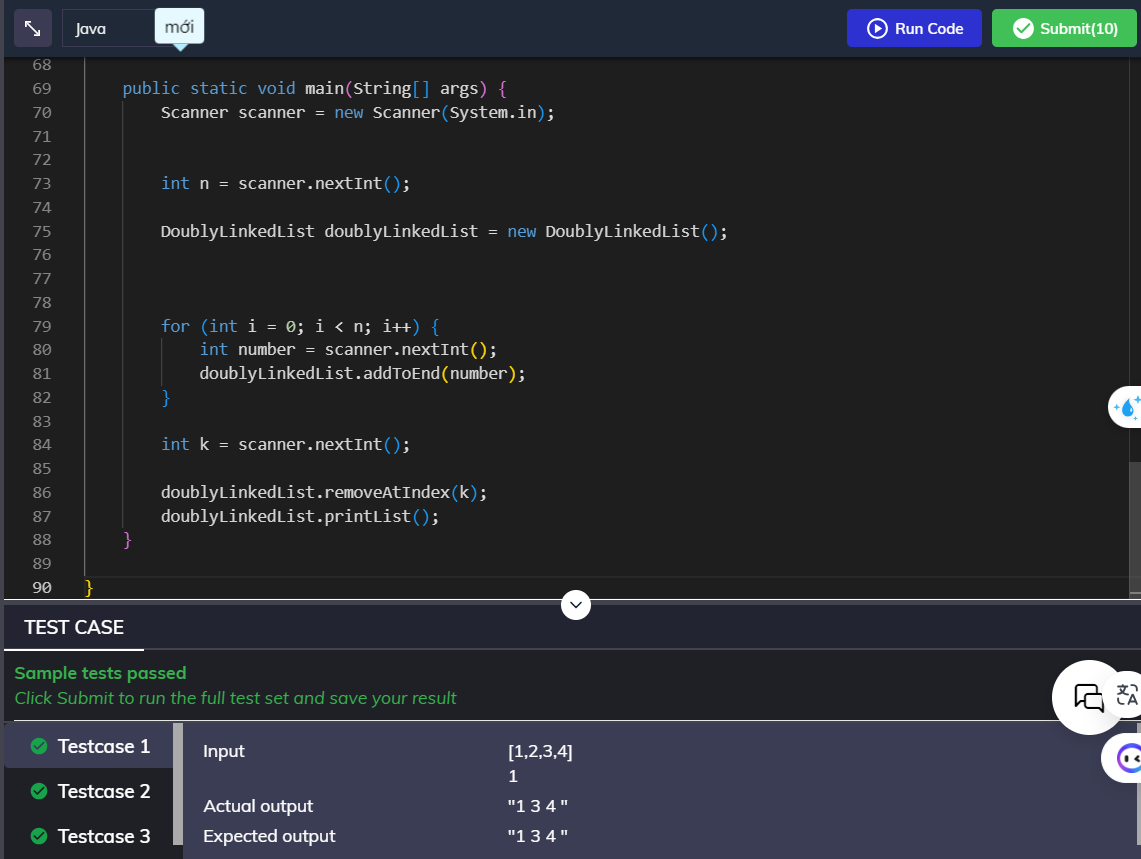 Java
mới
Run Code
Submit(10)
68
69 public static void main(String[] args) {
70 Scanner scanner = new Scanner(System.in);
71
72
73 int n = scanner.nextInt();
74
75 DoublyLinkedList doublyLinkedList = new DoublyLinkedList();
76
77
78
79 for (int i = 0; i < n; i++) {
80 int number = scanner.nextInt();
81 doublyLinkedList.addToEnd(number);
82 }
83
84 int k = scanner.nextInt();
85
86 doublyLinkedList.removeAtIndex(k);
87 doublyLinkedList.printList();
88 }
89
90 }
TEST CASE
Sample tests passed
Click Submit to run the full test set and save your result
Testcase 1
Testcase 2
Testcase 3
Input [1,2,3,4]
1
Actual output "1 3 4 "
Expected output "1 3 4 "
文A